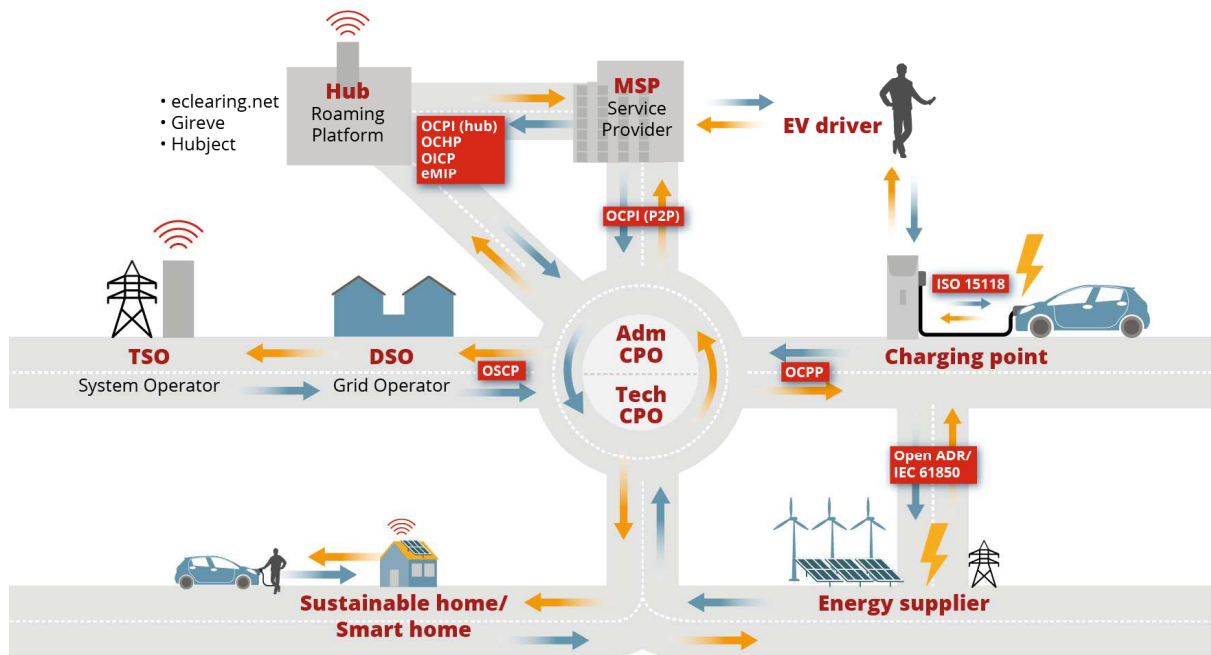 Hub
Roaming
Platform
• eclearing.net
• Gireve
• Hubject
OCPI (hub)
OCHP
OICP
eMIP
MSP
Service
Provider
EV driver
OCPI (P2P)
ISO 15118
TSO
System Operator
DSO
Grid Operator
OSCP
Adm
CPO
Tech
CPO
OCPP
Charging point
Open ADR/
IEC 61850
Sustainable home/
Smart home
Energy supplier